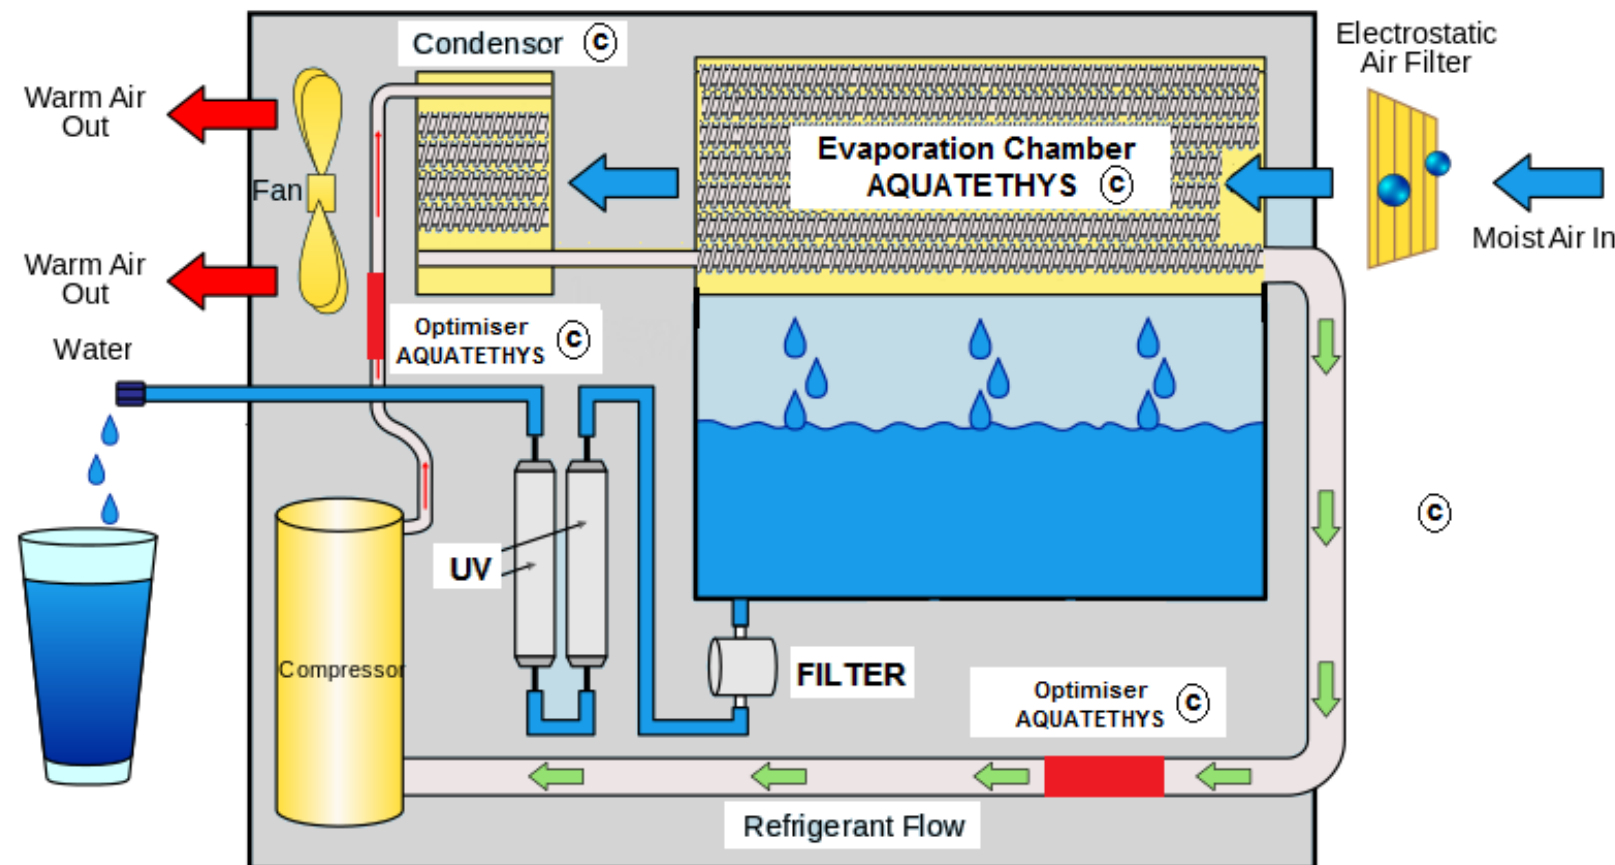 Condensor ©
Electrostatic
Air Filter
Warm Air
Out
Evaporation Chamber
AQUATETHYS ©
Fan
Moist Air In
Warm Air
Out
Optimiser
AQUATETHYS ©
Water
©
UV
Compressor
FILTER
Optimiser
AQUATETHYS ©
Refrigerant Flow